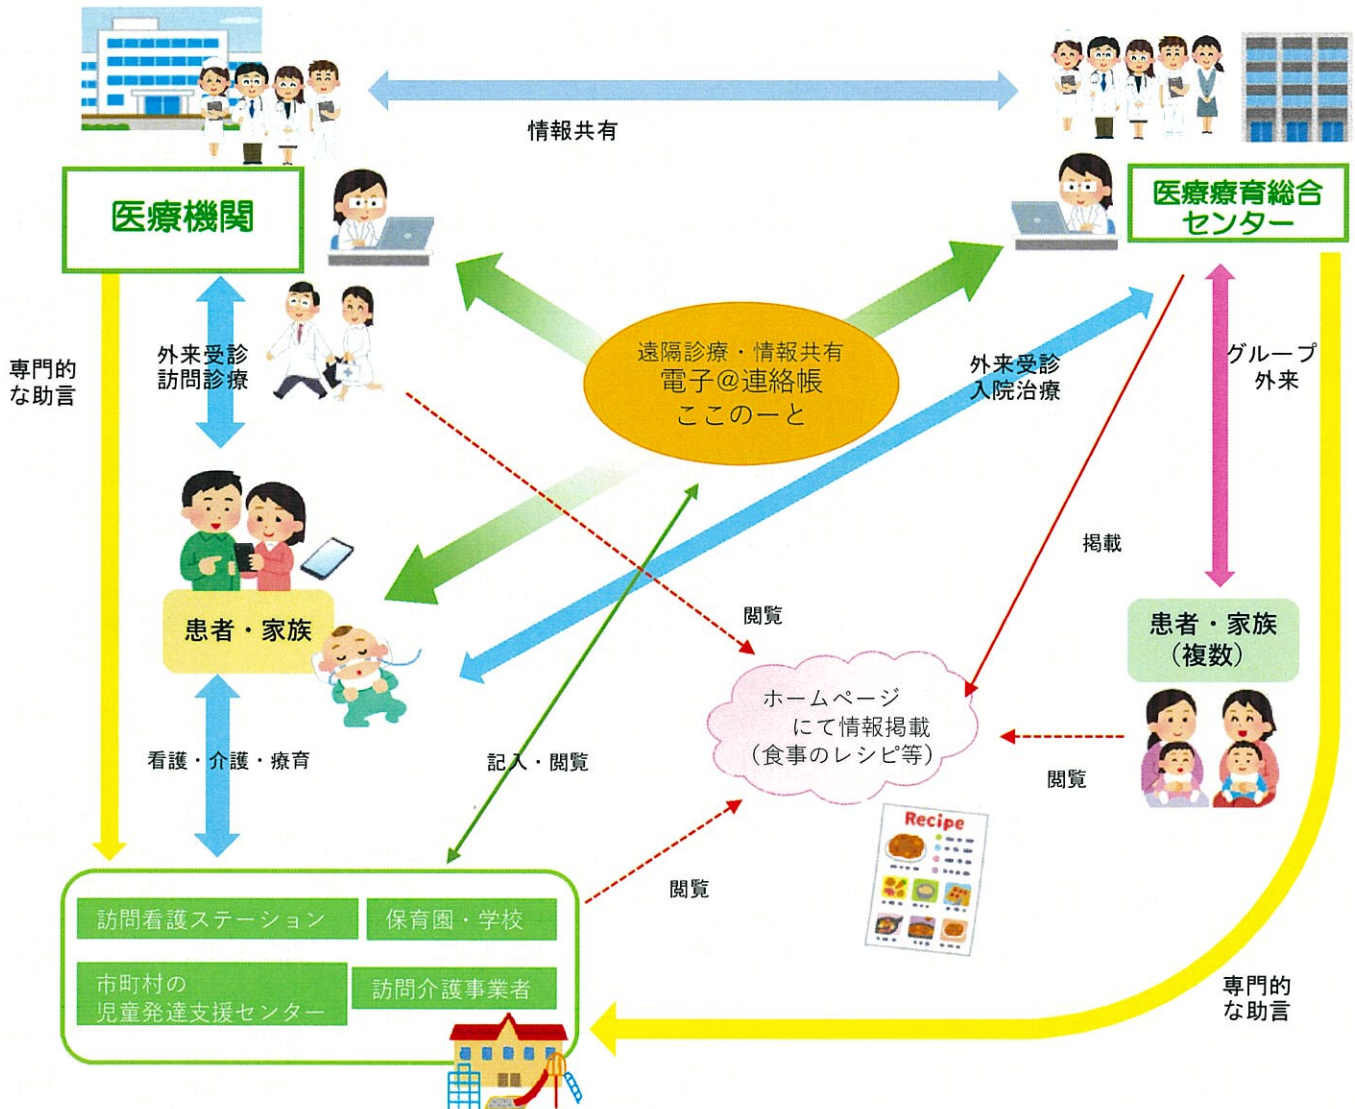 情報共有
医療機関
医療療育総合
センター
専門的
な助言
外来受診
訪問診療
遠隔診療・情報共有
電子@連絡帳
ここのーと
外来受診
入院治療
グループ
外来
掲載
患者・家族
閲覧
患者・家族
（複数）
ホームページ
にて情報掲載
（食事のレシピ等）
看護・介護・療育
記入・閲覧
閲覧
Recipe
閲覧
訪問看護ステーション
保育園・学校
市町村の
児童発達支援センター
訪問介護事業者
専門的
な助言